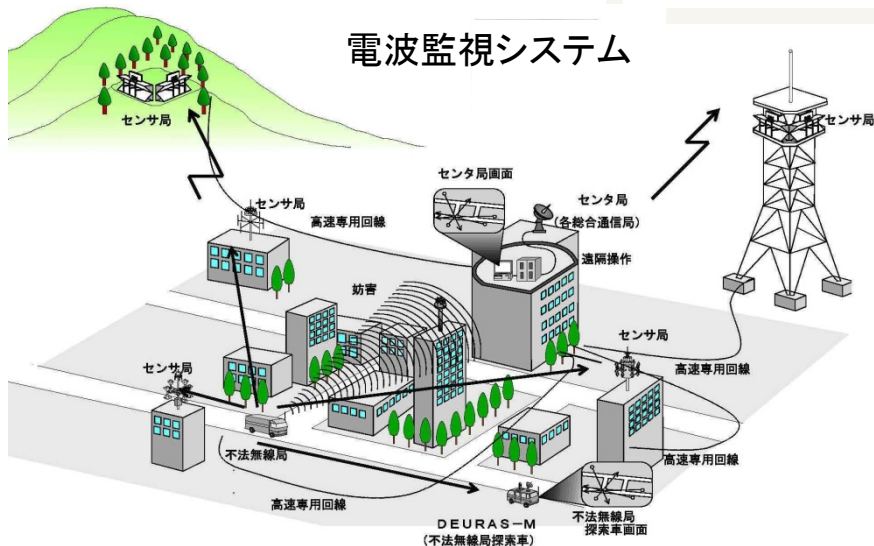 電波監視システム
センサ局
センサ局
センタ局画面
センタ局
(各総合通信局)
センサ局
高速専用回線
遠隔操作
妨害
センサ局
センサ局
高速専用回線
不法無線局
高速専用回線
高速専用回線
DEURAS-M
(不法無線局探索車)
不法無線局
探索車画面